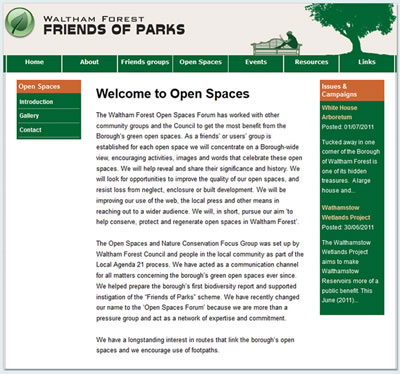 WALTHAM FOREST
FRIENDS OF PARKS
Home About Friends groups Open Spaces Events Resources Links
Open Spaces
Introduction
Gallery
Contact
Welcome to Open Spaces
The Waltham Forest Open Spaces Forum has worked with other
community groups and the Council to get the most benefit from the
Borough's green open spaces. As a friends' or users' group is
established for each open space we will concentrate on a Borough-wide
view, encouraging activities, images and words that celebrate these open
spaces. We will help reveal and share their significance and history. We
will look for opportunities to improve the quality of our open spaces, and
resist loss from neglect, enclosure or built development. We will be
improving our use of the web, the local press and other means in
reaching out to a wider audience. We will, in short, pursue our aim 'to
help conserve, protect and regenerate open spaces in Waltham Forest'.
The Open Spaces and Nature Conservation Focus Group was set up by
Waltham Forest Council and people in the local community as part of the
Local Agenda 21 process. We have acted as a communication channel
for all matters concerning the borough's green open spaces ever since.
We helped prepare the borough's first biodiversity report and supported
instigation of the "Friends of Parks" scheme. We have recently changed
our name to the 'Open Spaces Forum' because we are more than a
pressure group and act as a network of expertise and commitment.
We have a longstanding interest in routes that link the borough's open
spaces and we encourage use of footpaths.
Issues &
Campaigns
White House
Arboretum
Posted: 01/07/2011
Tucked away in one
corner of the Borough
of Waltham Forest is
one of its hidden
treasures. A large
house and...
Wathamstow
Wetlands Project
Posted: 30/06/2011
The Walthamstow
Wetlands Project
aims to make
Walthamstow
Reservoirs more of a
public benefit. This
June (2011)...